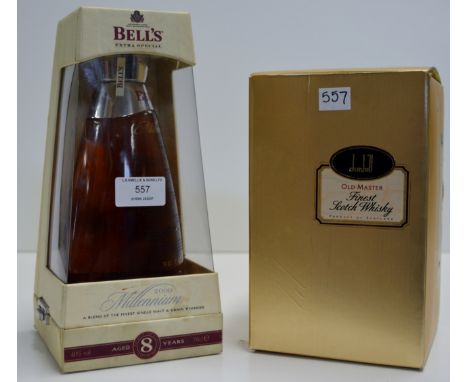 BELL'S
EXTRA SPECIAL
BELL'S
557
2000
Millennium
A BLEND OF THE FINEST SINGLE MALT & GRAIN WHISKIES
40% vol
AGED 8 YEARS
70cl e
557
dunhill
OLD MASTER
Finest
Scotch Whisky
PRODUCT OF SCOTLAND